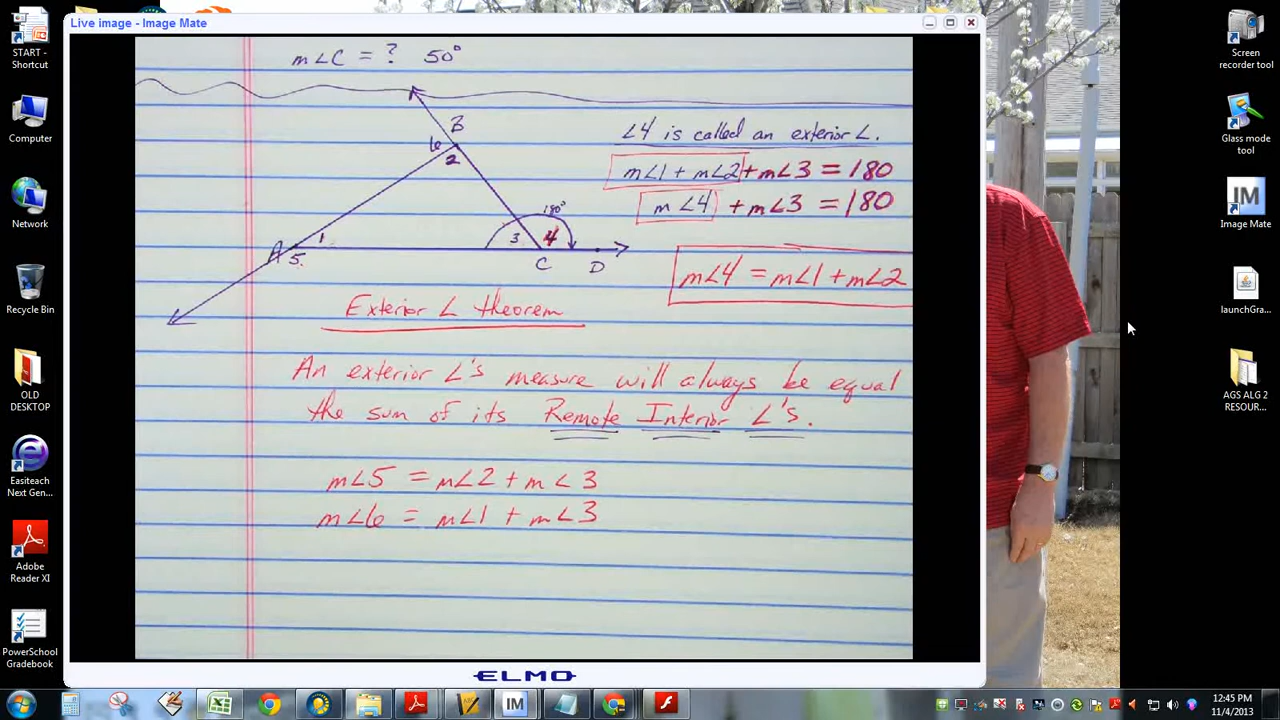 START -
Shortcut
Computer
Network
Recycle Bin
OLD
DESKTOP
Easiteach
Next Gen...
Adobe
Reader XI
PowerSchool
Gradebook
Live image - Image Mate
m∠C = ? 50°
B
6
2
A
1
5
3
180°
4
C
D
∠4 is called an exterior ∠.
m∠1 + m∠2 + m∠3 = 180
m∠4 + m∠3 = 180
m∠4 = m∠1 + m∠2
Exterior ∠ theorem
An exterior ∠'s measure will always be equal
the sum of its Remote Interior ∠'s.
m∠5 = m∠2 + m∠3
m∠6 = m∠1 + m∠3
ELMO
Screen
recorder tool
Glass mode
tool
IM
Image Mate
launchGra...
AGS ALG 2
RESOUR...
IM
12:45 PM
11/4/2013